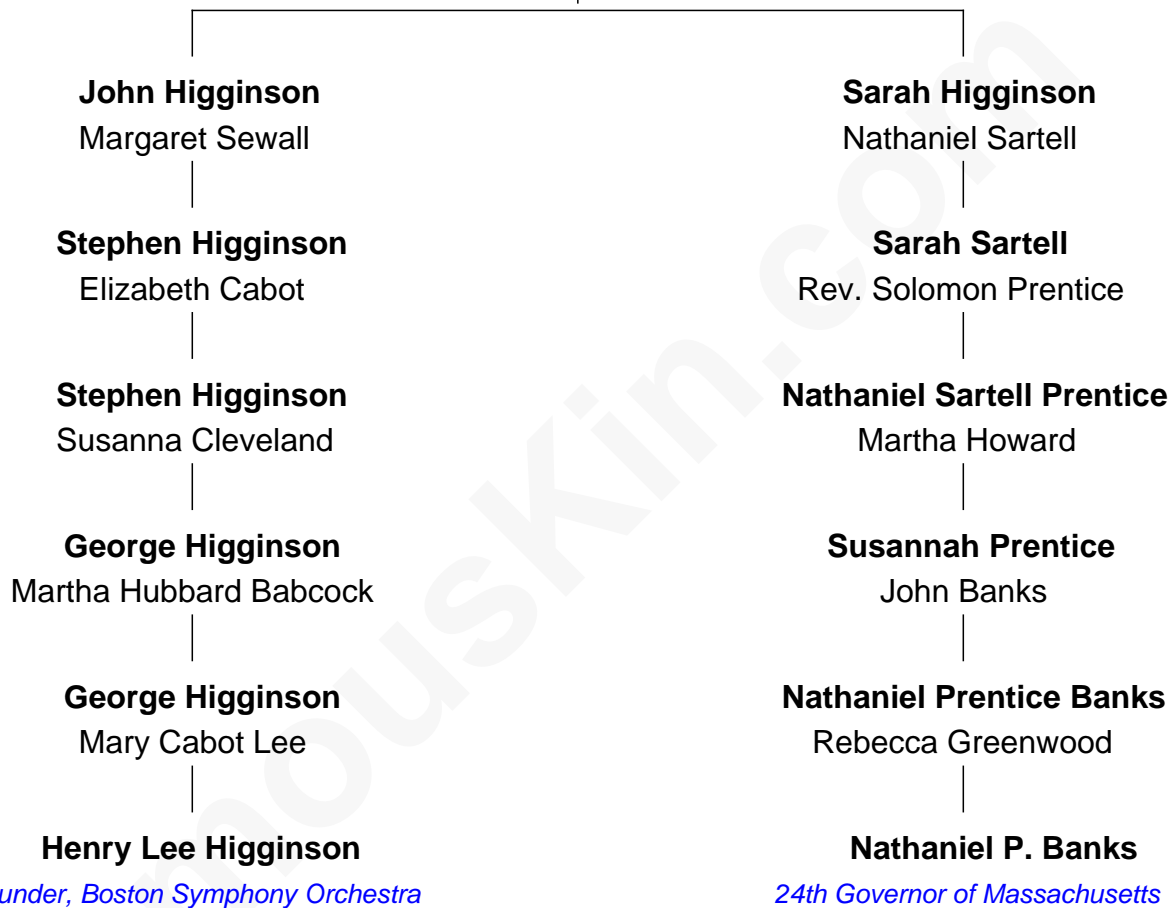 John Higginson
Margaret Sewall
Sarah Higginson
Nathaniel Sartell
Stephen Higginson
Elizabeth Cabot
Sarah Sartell
Rev. Solomon Prentice
Stephen Higginson
Susanna Cleveland
Nathaniel Sartell Prentice
Martha Howard
George Higginson
Martha Hubbard Babcock
Susannah Prentice
John Banks
George Higginson
Mary Cabot Lee
Nathaniel Prentice Banks
Rebecca Greenwood
Henry Lee Higginson
under, Boston Symphony Orchestra
Nathaniel P. Banks
24th Governor of Massachusetts
mousKin.com